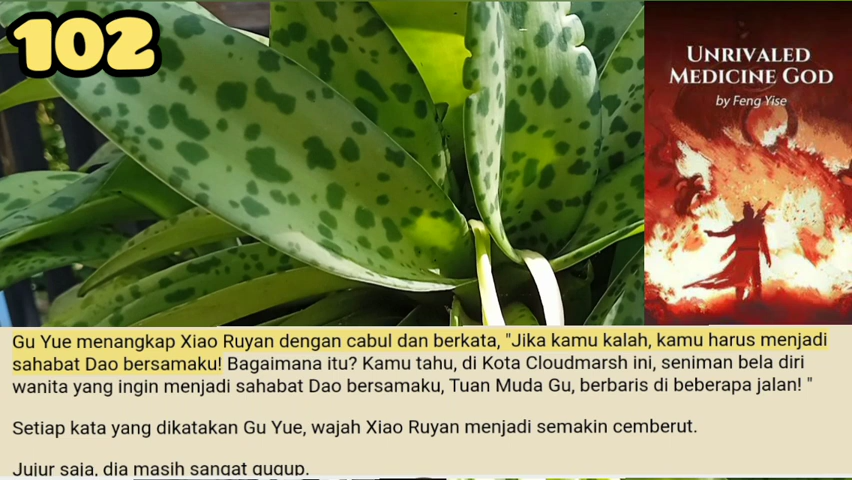 102
UNRIVALED
MEDICINE GOD
by Feng Yise
Gu Yue menangkap Xiao Ruyan dengan cabul dan berkata, "Jika kamu kalah, kamu harus menjadi
sahabat Dao bersamaku! Bagaimana itu? Kamu tahu, di Kota Cloudmarsh ini, seniman bela diri
wanita yang ingin menjadi sahabat Dao bersamaku, Tuan Muda Gu, berbaris di beberapa jalan! "
Setiap kata yang dikatakan Gu Yue, wajah Xiao Ruyan menjadi semakin cemberut.
Jujur saja, dia masih sangat gugup.